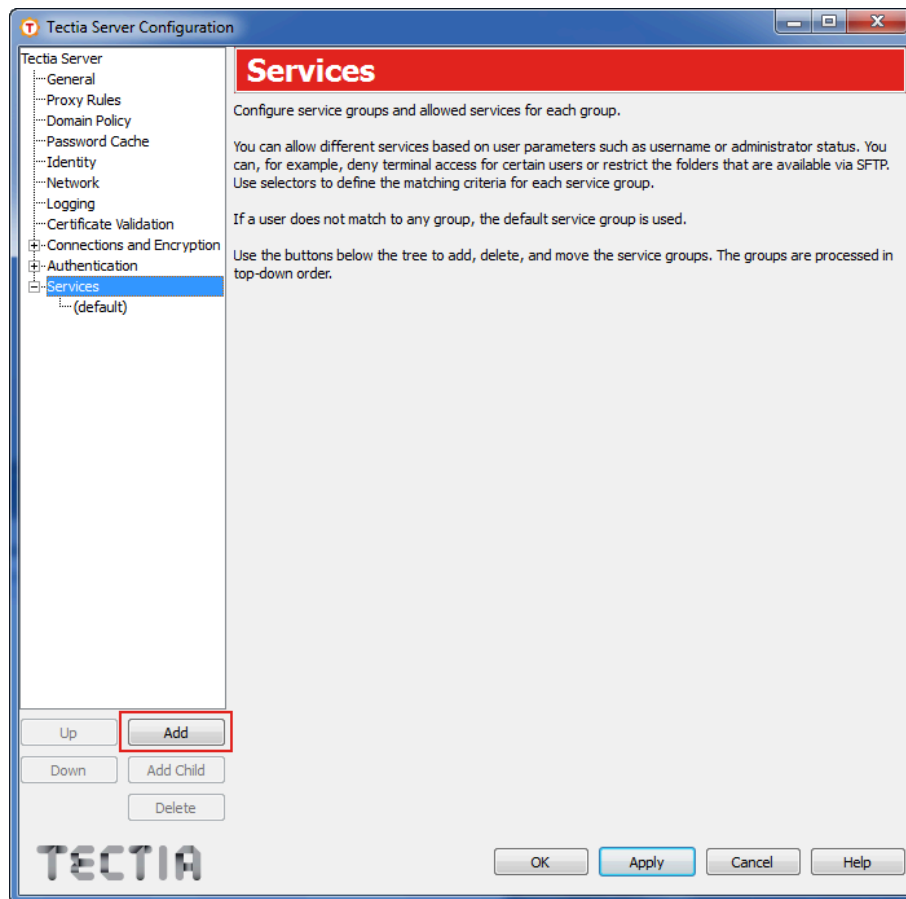 Tectia Server Configuration
Tectia Server
General
Proxy Rules
Domain Policy
Password Cache
Identity
Network
Logging
Certificate Validation
Connections and Encryption
Authentication
Services
(default)
Services
Configure service groups and allowed services for each group.
You can allow different services based on user parameters such as username or administrator status. You
can, for example, deny terminal access for certain users or restrict the folders that are available via SFTP.
Use selectors to define the matching criteria for each service group.
If a user does not match to any group, the default service group is used.
Use the buttons below the tree to add, delete, and move the service groups. The groups are processed in
top-down order.
Up
Add
Down
Add Child
Delete
TECTIA
OK
Apply
Cancel
Help